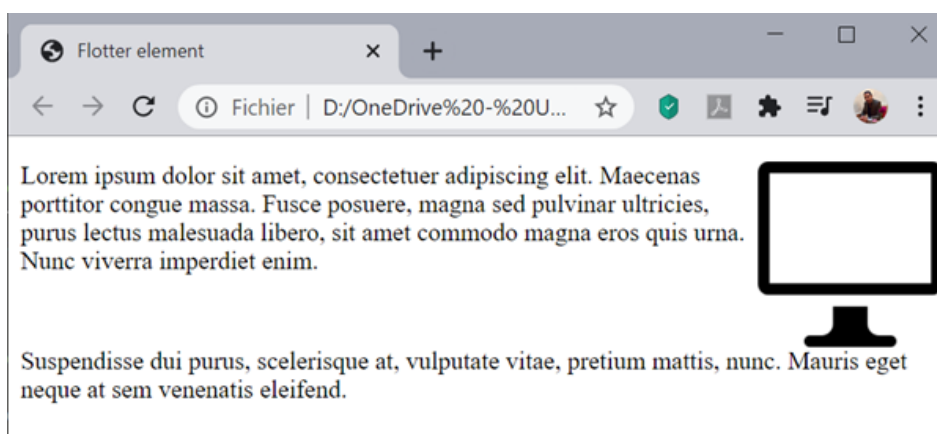 Flotter element
Fichier D:/OneDrive%20-%20U...
Lorem ipsum dolor sit amet, consectetuer adipiscing elit. Maecenas
porttitor congue massa. Fusce posuere, magna sed pulvinar ultricies,
purus lectus malesuada libero, sit amet commodo magna eros quis urna.
Nunc viverra imperdiet enim.
Suspendisse dui purus, scelerisque at, vulputate vitae, pretium mattis, nunc. Mauris eget
neque at sem venenatis eleifend.